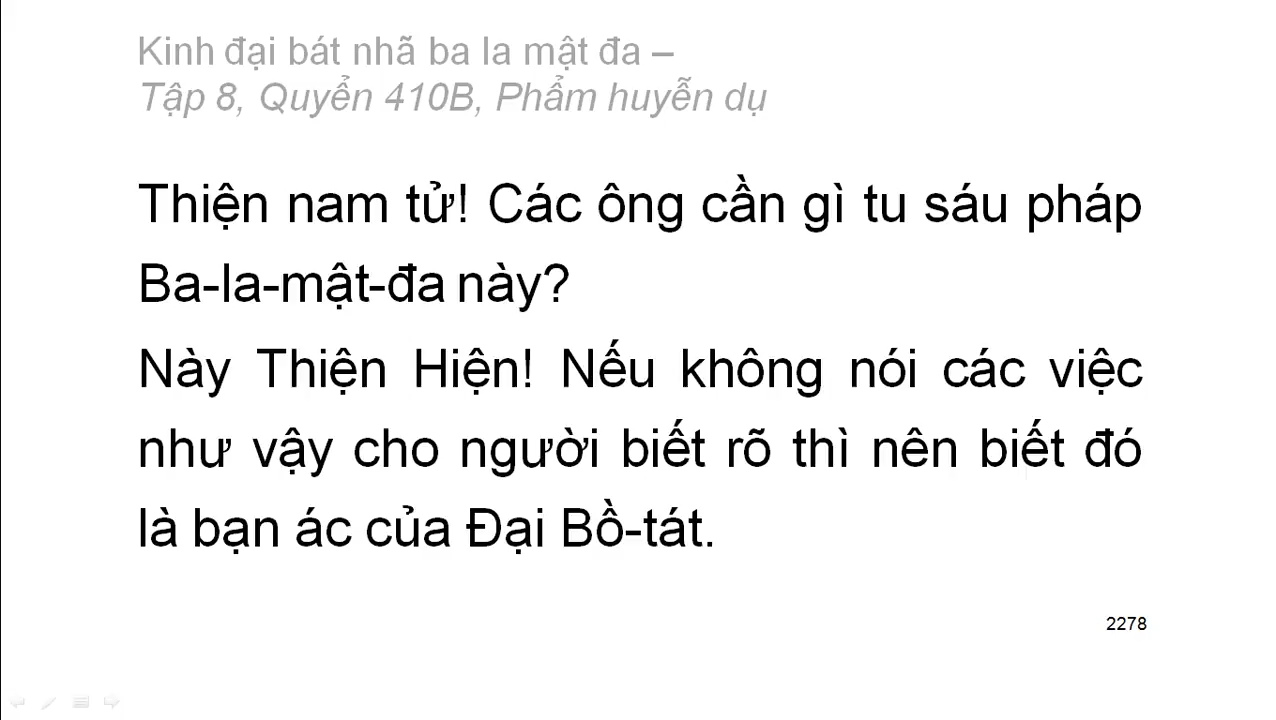 Kinh đại bát nhã ba la mật đa –
Tập 8, Quyển 410B, Phẩm huyễn dụ
Thiện nam tử! Các ông cần gì tu sáu pháp
Ba-la-mật-đa này?
Này Thiện Hiện! Nếu không nói các việc
như vậy cho người biết rõ thì nên biết đó
là bạn ác của Đại Bồ-tát.
2278